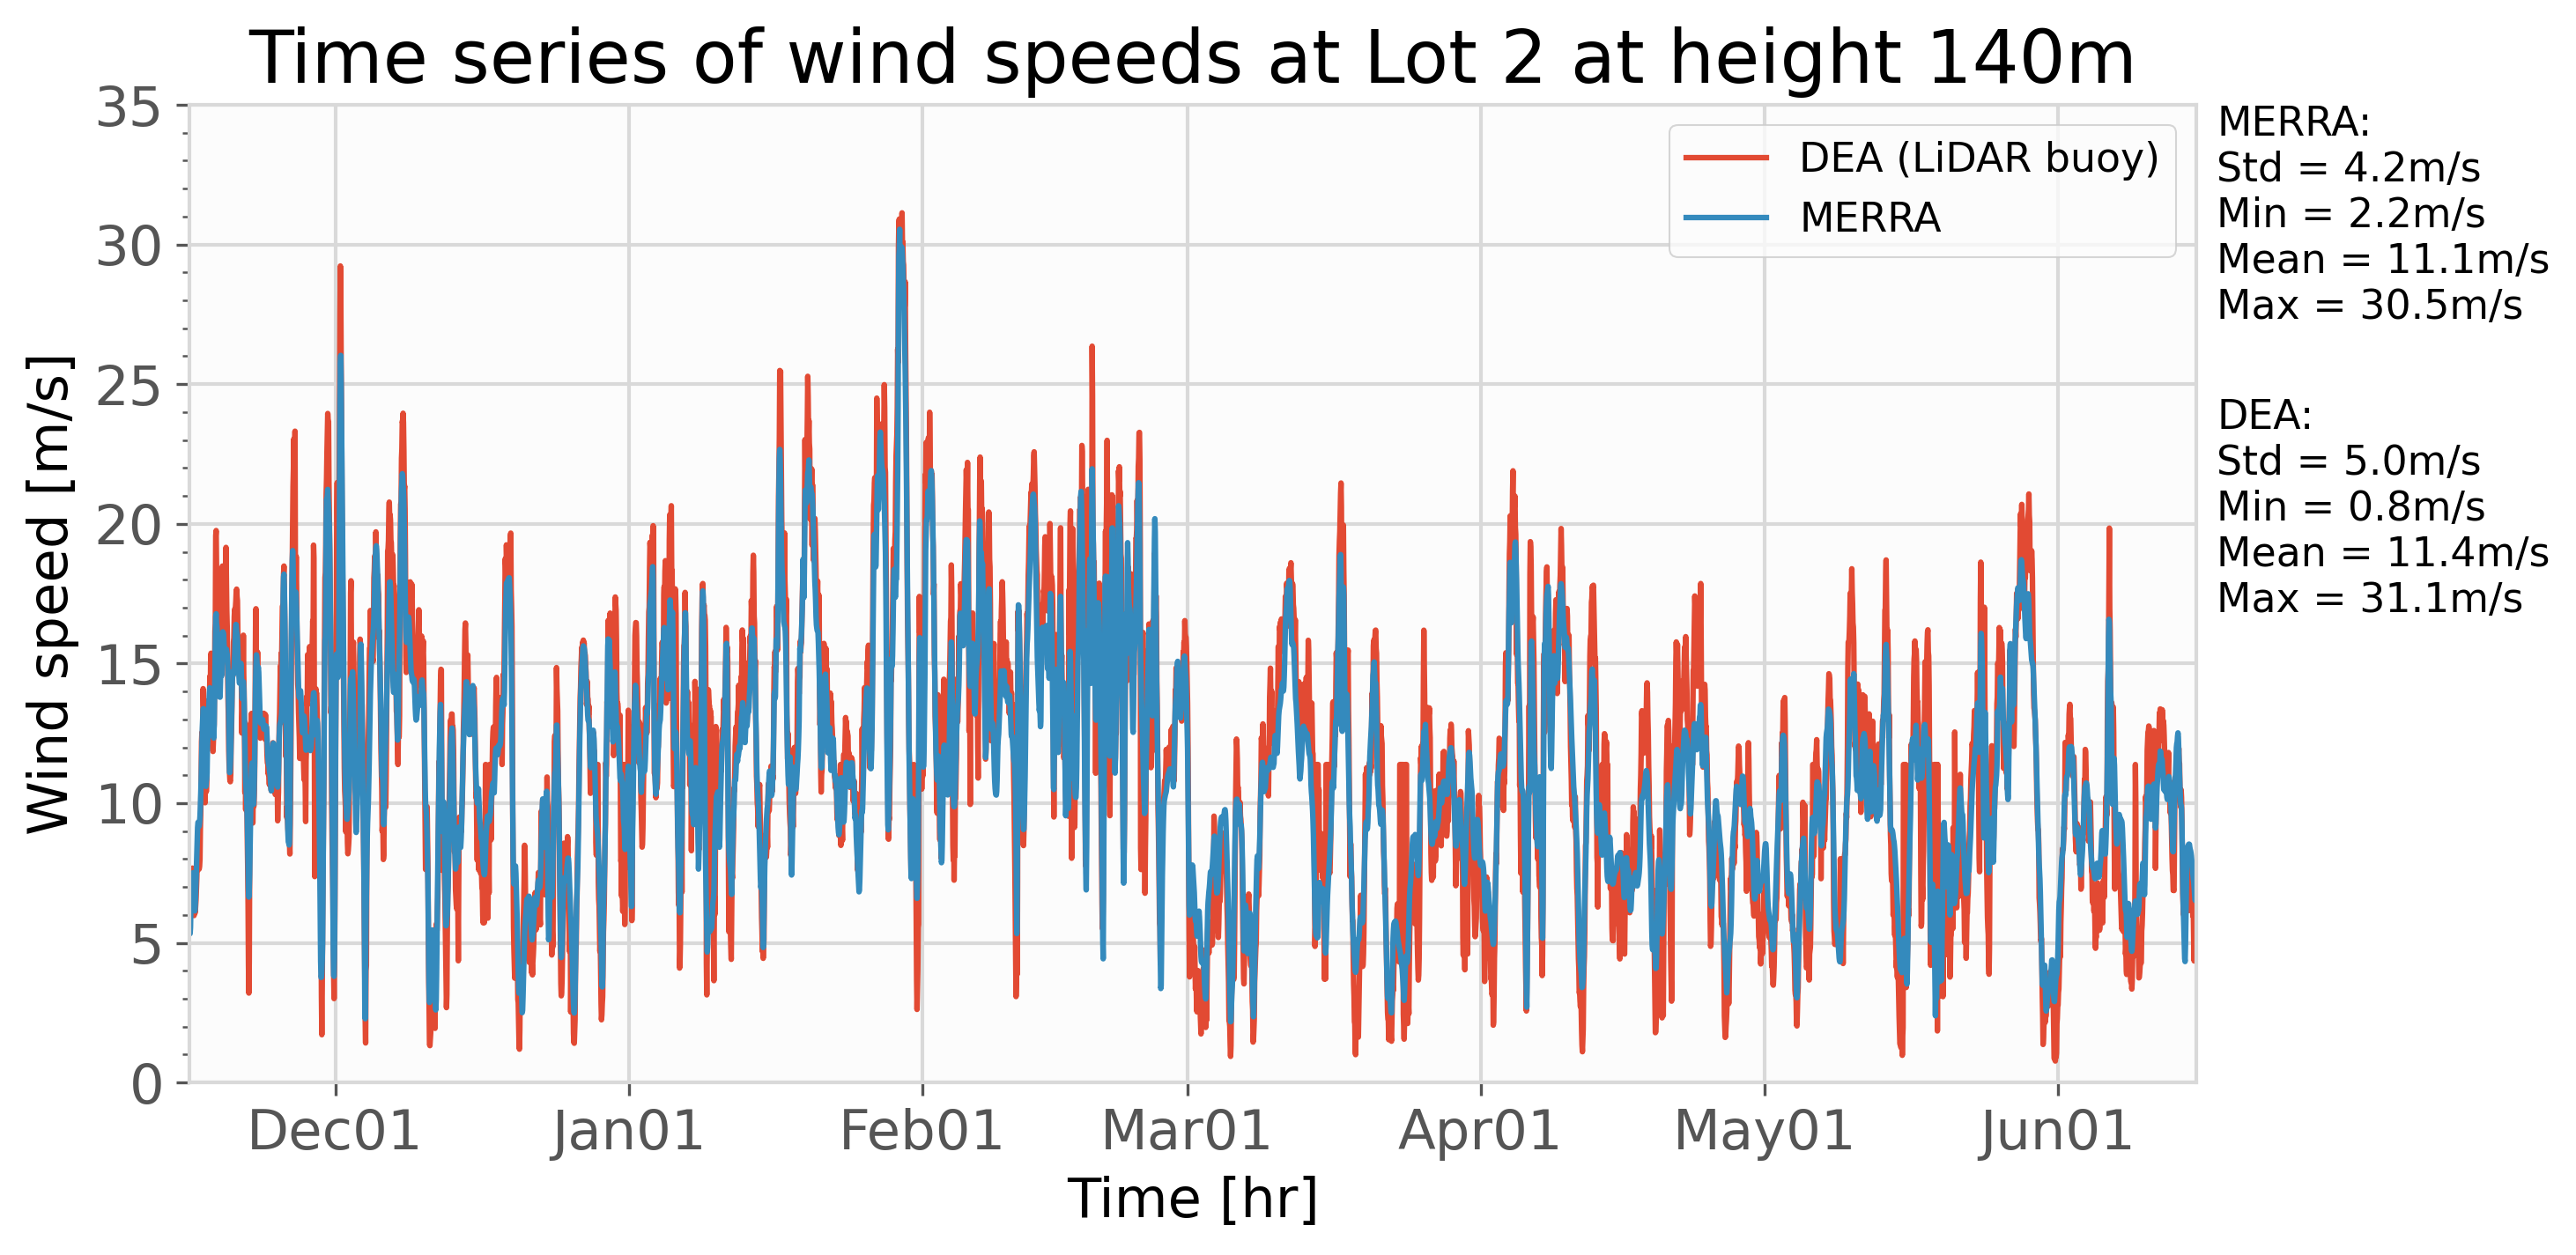 Time series of wind speeds at Lot 2 at height 140m
35
30
25
20
15
10
5
0
Wind speed [m/s]
DEA (LiDAR buoy)
MERRA
Dec01 Jan01 Feb01 Mar01 Apr01 May01 Jun01
Time [hr]
MERRA:
Std = 4.2m/s
Min = 2.2m/s
Mean = 11.1m/s
Max = 30.5m/s
DEA:
Std = 5.0m/s
Min = 0.8m/s
Mean = 11.4m/s
Max = 31.1m/s